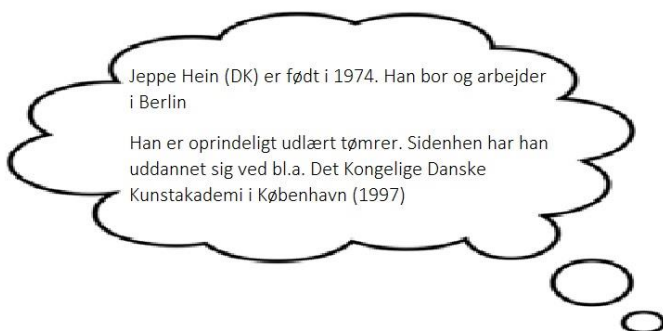 Jeppe Hein (DK) er født i 1974. Han bor og arbejder
i Berlin
Han er oprindeligt udlært tømrer. Sidenhen har han
uddannet sig ved bl.a. Det Kongelige Danske
Kunstakademi i København (1997)